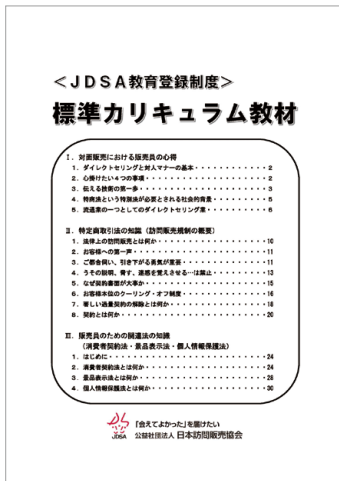 ＜ＪＤＳＡ教育登録制度＞
標準カリキュラム教材
Ⅰ．対面販売における販売員の心得
１．ダイレクトセリングと対人マナーの基本・・・・・・・・・・・・2
２．心掛けたい４つの事項・・・・・・・・・・・・・・・・・・・・2
３．伝える技術の第一歩・・・・・・・・・・・・・・・・・・・・・3
４．特商法という特別法が必要とされる社会的背景・・・・・・・・・5
５．流通業の一つとしてのダイレクトセリング業・・・・・・・・・・6
Ⅱ．特定商取引法の知識（訪問販売規制の概要）
１．法律上の訪問販売とは何か・・・・・・・・・・・・・・・・・10
２．お客様への第一声・・・・・・・・・・・・・・・・・・・・・11
３．ご都合伺い、引き下がる勇気が重要・・・・・・・・・・・・・11
４．うその説明、脅す、迷惑を覚えさせる…は禁止・・・・・・・・13
５．なぜ契約書面が大事か・・・・・・・・・・・・・・・・・・・15
６．お客様本位のクーリング・オフ制度・・・・・・・・・・・・・16
７．著しい過量契約の解除とは何か・・・・・・・・・・・・・・・18
８．契約とは何か・・・・・・・・・・・・・・・・・・・・・・・20
Ⅲ．販売員のための関連法の知識
（消費者契約法・景品表示法・個人情報保護法）
１．はじめに・・・・・・・・・・・・・・・・・・・・・・・・・24
２．消費者契約法とは何か・・・・・・・・・・・・・・・・・・・24
３．景品表示法とは何か・・・・・・・・・・・・・・・・・・・・28
４．個人情報保護法とは何か・・・・・・・・・・・・・・・・・・30
「会えてよかった」を届けたい
JDSA 公益社団法人 日本訪問販売協会